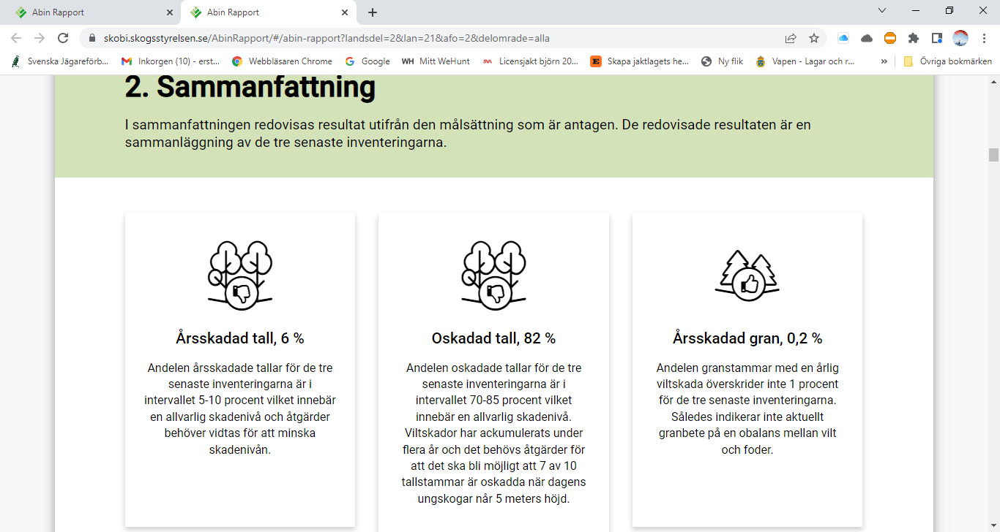 Abin Rapport
Abin Rapport
skobi.skogsstyrelsen.se/AbinRapport/#/abin-rapport?landsdel=2&lan=21&afo=2&delomrade=alla
Svenska Jägareförb... Inkorgen (10) - erst... Webbläsaren Chrome Google WH Mitt WeHunt Licensjakt björn 20... E Skapa jaktlagets he... Ny flik Vapen - Lagar och r... » Övriga bokmärken
2. Sammanfattning
I sammanfattningen redovisas resultat utifrån den målsättning som är antagen. De redovisade resultaten är en
sammanläggning av de tre senaste inventeringarna.
Årsskadad tall, 6 %
Andelen årsskadade tallar för de tre
senaste inventeringarna är i
intervallet 5-10 procent vilket innebär
en allvarlig skadenivå och åtgärder
behöver vidtas för att minska
skadenivån.
Oskadad tall, 82 %
Andelen oskadade tallar för de tre
senaste inventeringarna är i
intervallet 70-85 procent vilket
innebär en allvarlig skadenivå.
Viltskador har ackumulerats under
flera år och det behövs åtgärder för
att det ska bli möjligt att 7 av 10
tallstammar är oskadda när dagens
ungskogar når 5 meters höjd.
Årsskadad gran, 0,2 %
Andelen granstammar med en årlig
viltskada överskrider inte 1 procent
för de tre senaste inventeringarna.
Således indikerar inte aktuellt
granbete på en obalans mellan vilt
och foder.